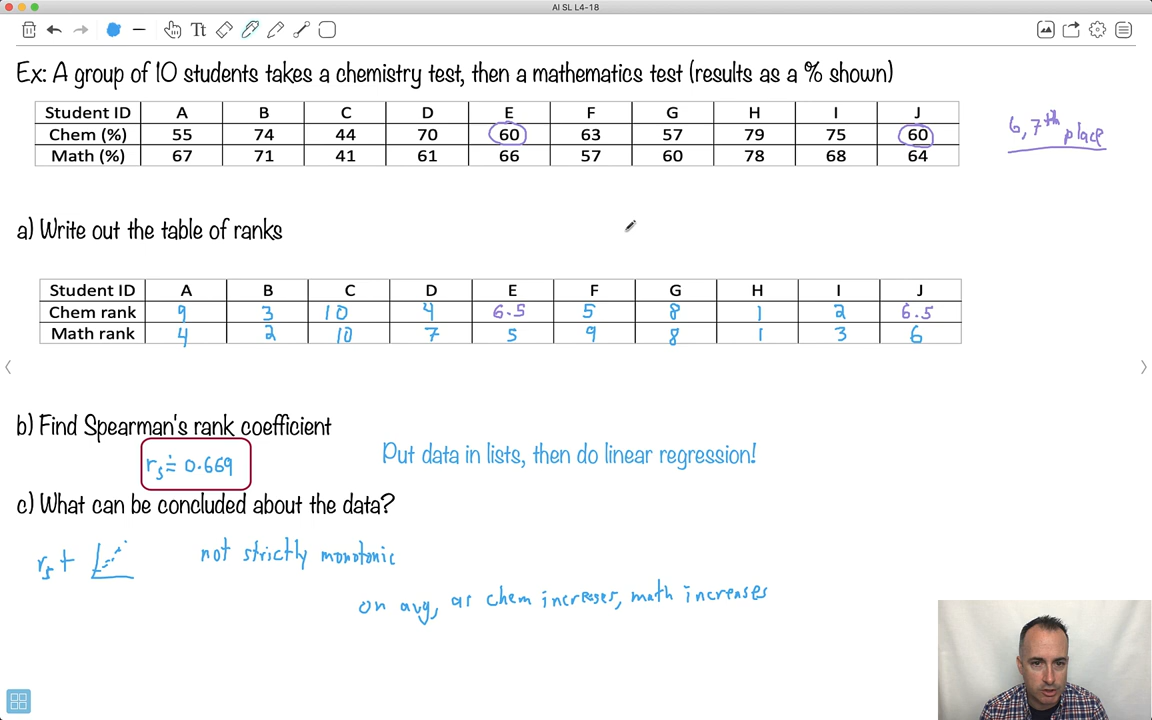 AI SL L4-18
Tt
Ex: A group of 10 students takes a chemistry test, then a mathematics test (results as a % shown)
Student ID A B C D E F G H I J
Chem (%) 55 74 44 70 60 63 57 79 75 60
Math (%) 67 71 41 61 66 57 60 78 68 64
6, 7th place
a) Write out the table of ranks
Student ID A B C D E F G H I J
Chem rank 9 3 10 4 6.5 5 8 1 2 6.5
Math rank 4 2 10 7 5 9 8 1 3 6
b) Find Spearman's rank coefficient
rs ≐ 0.669
Put data in lists, then do linear regression!
c) What can be concluded about the data?
rs +
not strictly monotonic
on avg, as chem increases, math increases